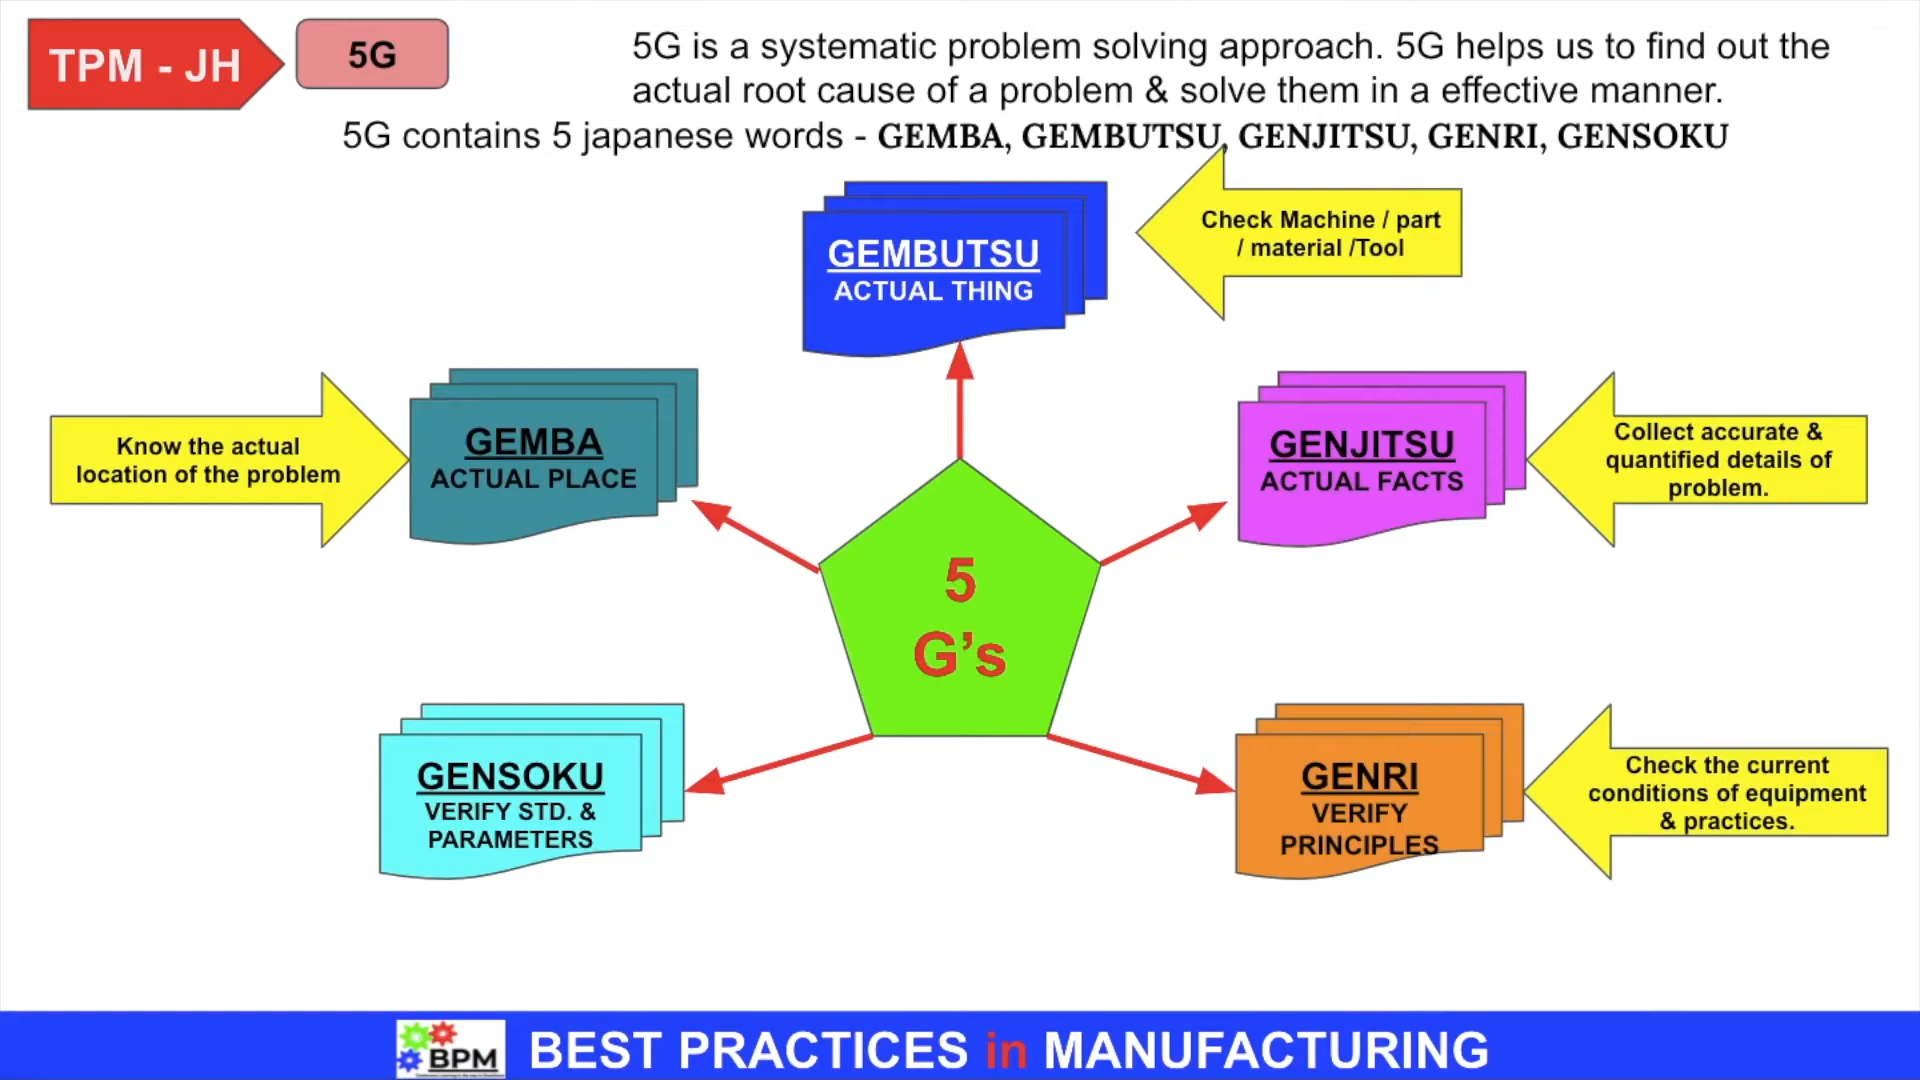 TPM - JH
5G
5G is a systematic problem solving approach. 5G helps us to find out the
actual root cause of a problem & solve them in a effective manner.
5G contains 5 japanese words - GEMBA, GEMBUTSU, GENJITSU, GENRI, GENSOKU
GEMBUTSU
ACTUAL THING
Check Machine / part
/ material /Tool
Know the actual
location of the problem
GEMBA
ACTUAL PLACE
GENJITSU
ACTUAL FACTS
Collect accurate &
quantified details of
problem.
5
G’s
GENSOKU
VERIFY STD. &
PARAMETERS
GENRI
VERIFY
PRINCIPLES
Check the current
conditions of equipment
& practices.
BPM
BEST PRACTICES in MANUFACTURING